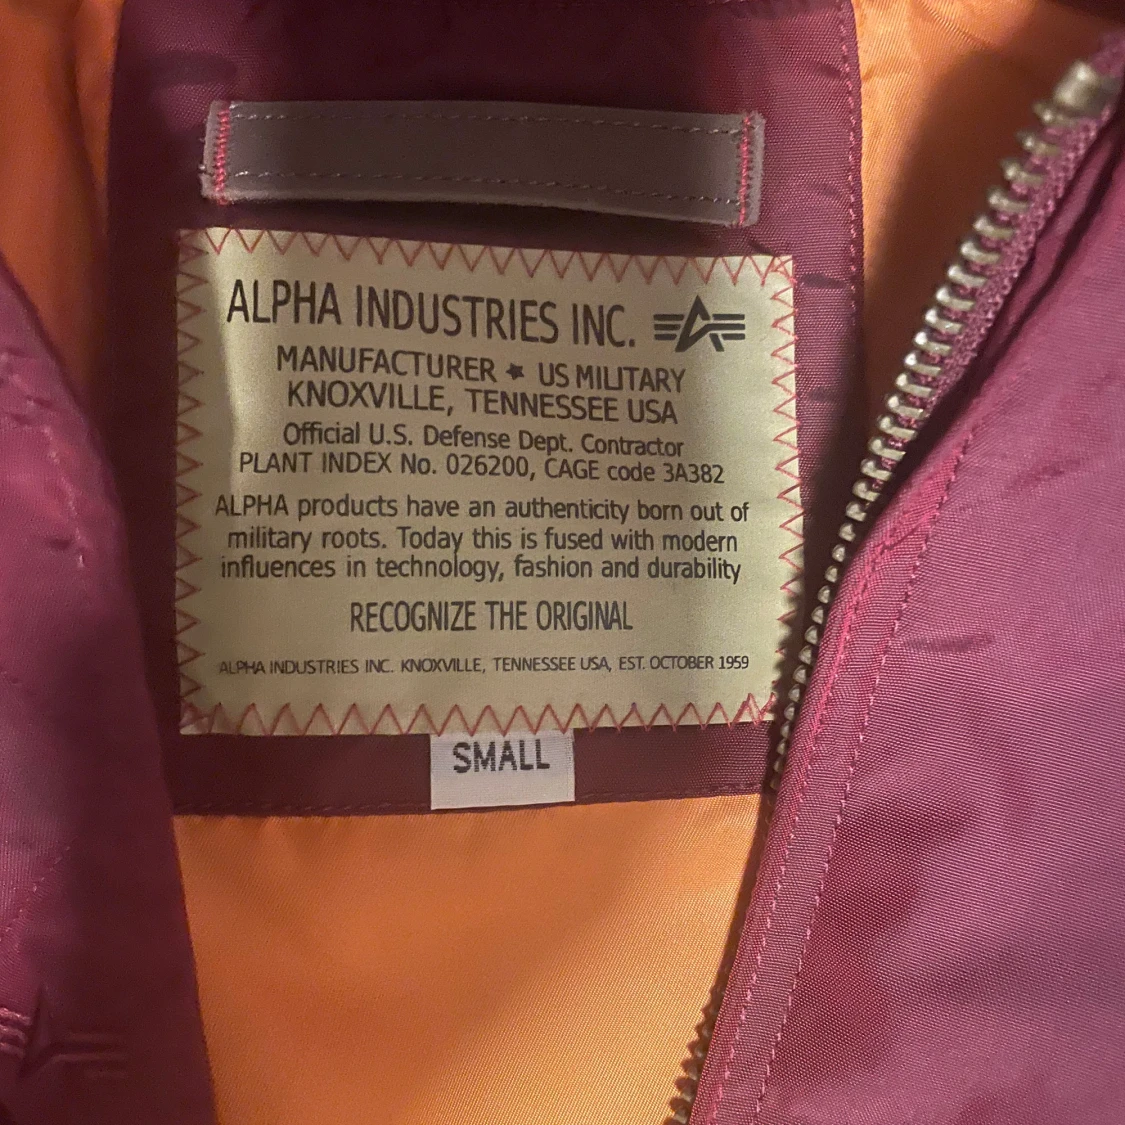 ALPHA INDUSTRIES INC.
MANUFACTURER ★ US MILITARY
KNOXVILLE, TENNESSEE USA
Official U.S. Defense Dept. Contractor
PLANT INDEX No. 026200, CAGE code 3A382
ALPHA products have an authenticity born out of
military roots. Today this is fused with modern
influences in technology, fashion and durability
RECOGNIZE THE ORIGINAL
ALPHA INDUSTRIES INC. KNOXVILLE, TENNESSEE USA, EST. OCTOBER 1959
SMALL